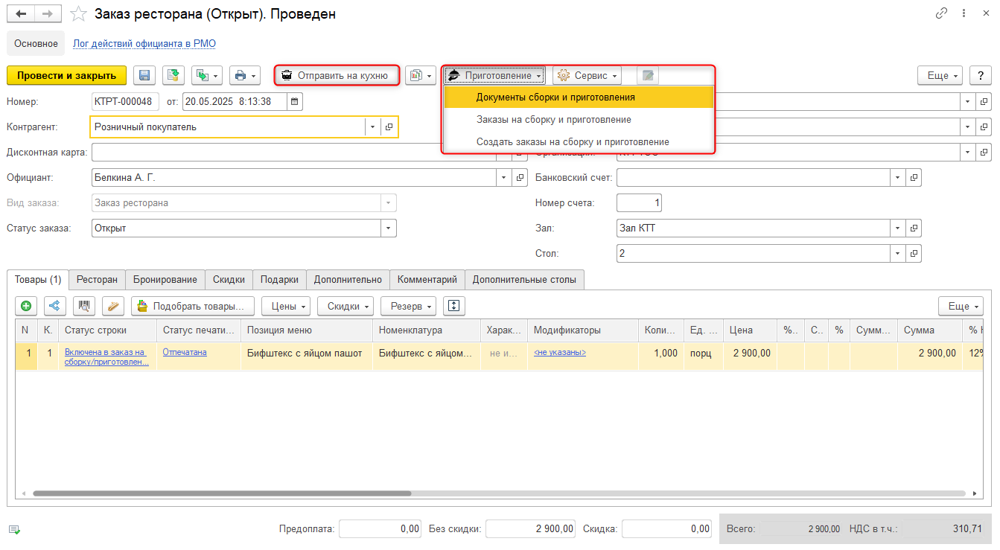 Заказ ресторана (Открыт). Проведен
Основное Лог действий официанта в РМО
Провести и закрыть Отправить на кухню Приготовление Сервис Еще ?
Номер: КТРТ-000048 от: 20.05.2025 8:13:38
Документы сборки и приготовления
Контрагент: Розничный покупатель
Заказы на сборку и приготовление
Создать заказы на сборку и приготовление
Дисконтная карта:
Официант: Белкина А. Г. Банковский счет:
Вид заказа: Заказ ресторана Номер счета: 1
Статус заказа: Открыт Зал: Зал КТТ
Стол: 2
Товары (1) Ресторан Бронирование Скидки Подарки Дополнительно Комментарий Дополнительные столы
Подобрать товары... Цены Скидки Резерв Еще
N К. Статус строки Статус печати... Позиция меню Номенклатура Харак... Модификаторы Коли... Ед. ... Цена %.. С.. % Сумм... Сумма %
1 1 Включена в заказ на Отпечатана Бифштекс с яйцом пашот Бифштекс с яйцом... не и... <не указаны> 1,000 порц 2 900,00 2 900,00 12%
сборку/приготовлен...
Предоплата: 0,00 Без скидки: 2 900,00 Скидка: 0,00 Всего: 2 900,00 НДС в т.ч.: 310,71